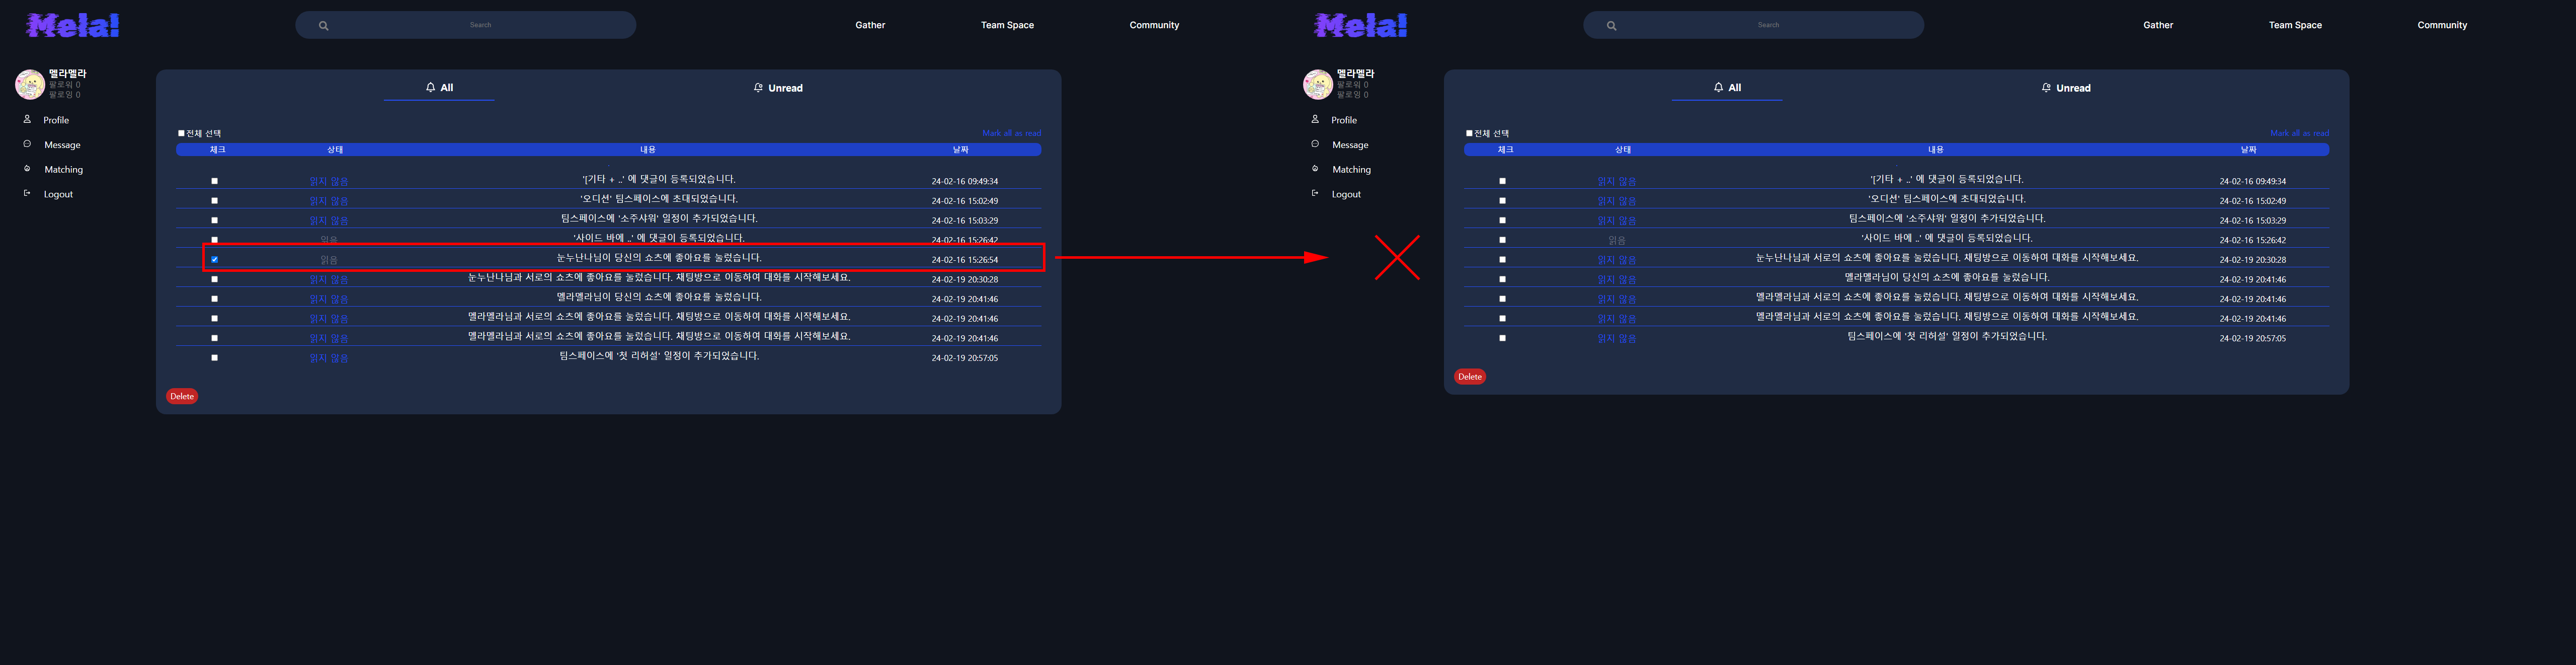 Mela!
Search
Gather
Team Space
Community
멜라멜라
팔로워 0
팔로잉 0
Profile
Message
Matching
Logout
All
Unread
전체 선택
Mark all as read
체크 상태 내용 날짜
읽지 않음 '[기타 + ..' 에 댓글이 등록되었습니다. 24-02-16 09:49:34
읽지 않음 '오디션' 팀스페이스에 초대되었습니다. 24-02-16 15:02:49
읽지 않음 팀스페이스에 '소주샤워' 일정이 추가되었습니다. 24-02-16 15:03:29
읽음 '사이드 바에 ..' 에 댓글이 등록되었습니다. 24-02-16 15:26:42
읽음 눈누난나님이 당신의 쇼츠에 좋아요를 눌렀습니다. 24-02-16 15:26:54
읽지 않음 눈누난나님과 서로의 쇼츠에 좋아요를 눌렀습니다. 채팅방으로 이동하여 대화를 시작해보세요. 24-02-19 20:30:28
읽지 않음 멜라멜라님이 당신의 쇼츠에 좋아요를 눌렀습니다. 24-02-19 20:41:46
읽지 않음 멜라멜라님과 서로의 쇼츠에 좋아요를 눌렀습니다. 채팅방으로 이동하여 대화를 시작해보세요. 24-02-19 20:41:46
읽지 않음 멜라멜라님과 서로의 쇼츠에 좋아요를 눌렀습니다. 채팅방으로 이동하여 대화를 시작해보세요. 24-02-19 20:41:46
읽지 않음 팀스페이스에 '첫 리허설' 일정이 추가되었습니다. 24-02-19 20:57:05
Delete
Mela!
Search
Gather
Team Space
Community
멜라멜라
팔로워 0
팔로잉 0
Profile
Message
Matching
Logout
All
Unread
전체 선택
Mark all as read
체크 상태 내용 날짜
읽지 않음 '[기타 + ..' 에 댓글이 등록되었습니다. 24-02-16 09:49:34
읽지 않음 '오디션' 팀스페이스에 초대되었습니다. 24-02-16 15:02:49
읽지 않음 팀스페이스에 '소주샤워' 일정이 추가되었습니다. 24-02-16 15:03:29
읽음 '사이드 바에 ..' 에 댓글이 등록되었습니다. 24-02-16 15:26:42
읽지 않음 눈누난나님과 서로의 쇼츠에 좋아요를 눌렀습니다. 채팅방으로 이동하여 대화를 시작해보세요. 24-02-19 20:30:28
읽지 않음 멜라멜라님이 당신의 쇼츠에 좋아요를 눌렀습니다. 24-02-19 20:41:46
읽지 않음 멜라멜라님과 서로의 쇼츠에 좋아요를 눌렀습니다. 채팅방으로 이동하여 대화를 시작해보세요. 24-02-19 20:41:46
읽지 않음 멜라멜라님과 서로의 쇼츠에 좋아요를 눌렀습니다. 채팅방으로 이동하여 대화를 시작해보세요. 24-02-19 20:41:46
읽지 않음 팀스페이스에 '첫 리허설' 일정이 추가되었습니다. 24-02-19 20:57:05
Delete